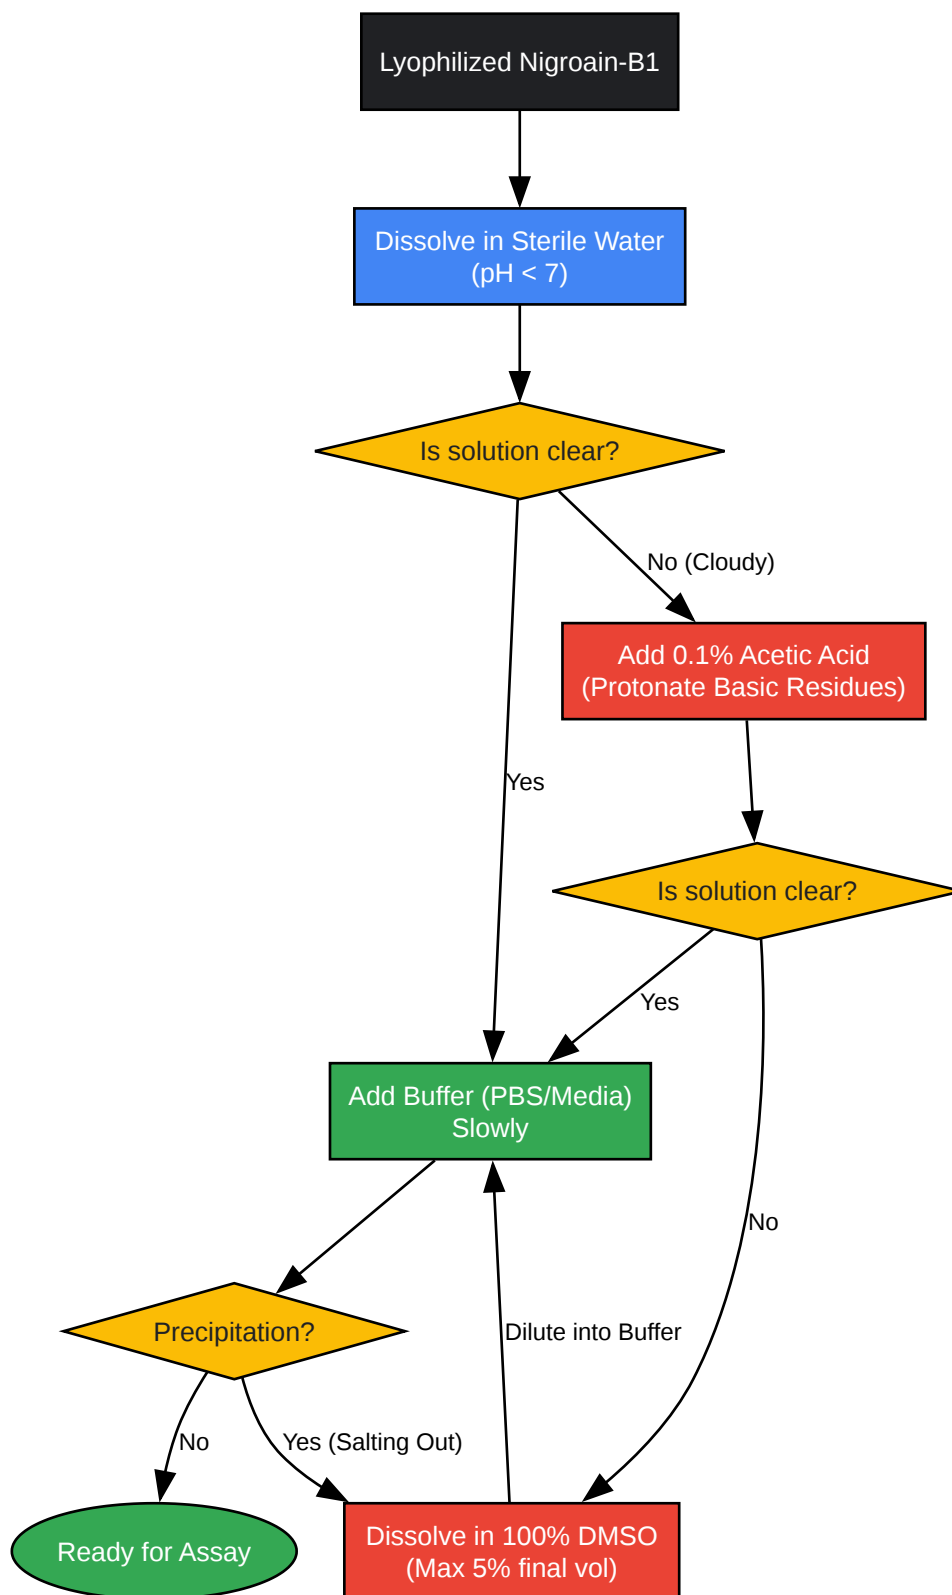 Lyophilized Nigroain-B1
Dissolve in Sterile Water
(pH < 7)
Is solution clear?
No (Cloudy)
Add 0.1% Acetic Acid
(Protonate Basic Residues)
Yes
Is solution clear?
Yes
Add Buffer (PBS/Media)
Slowly
No
Precipitation?
Dilute into Buffer
No
Yes (Salting Out)
Ready for Assay
Dissolve in 100% DMSO
(Max 5% final vol)